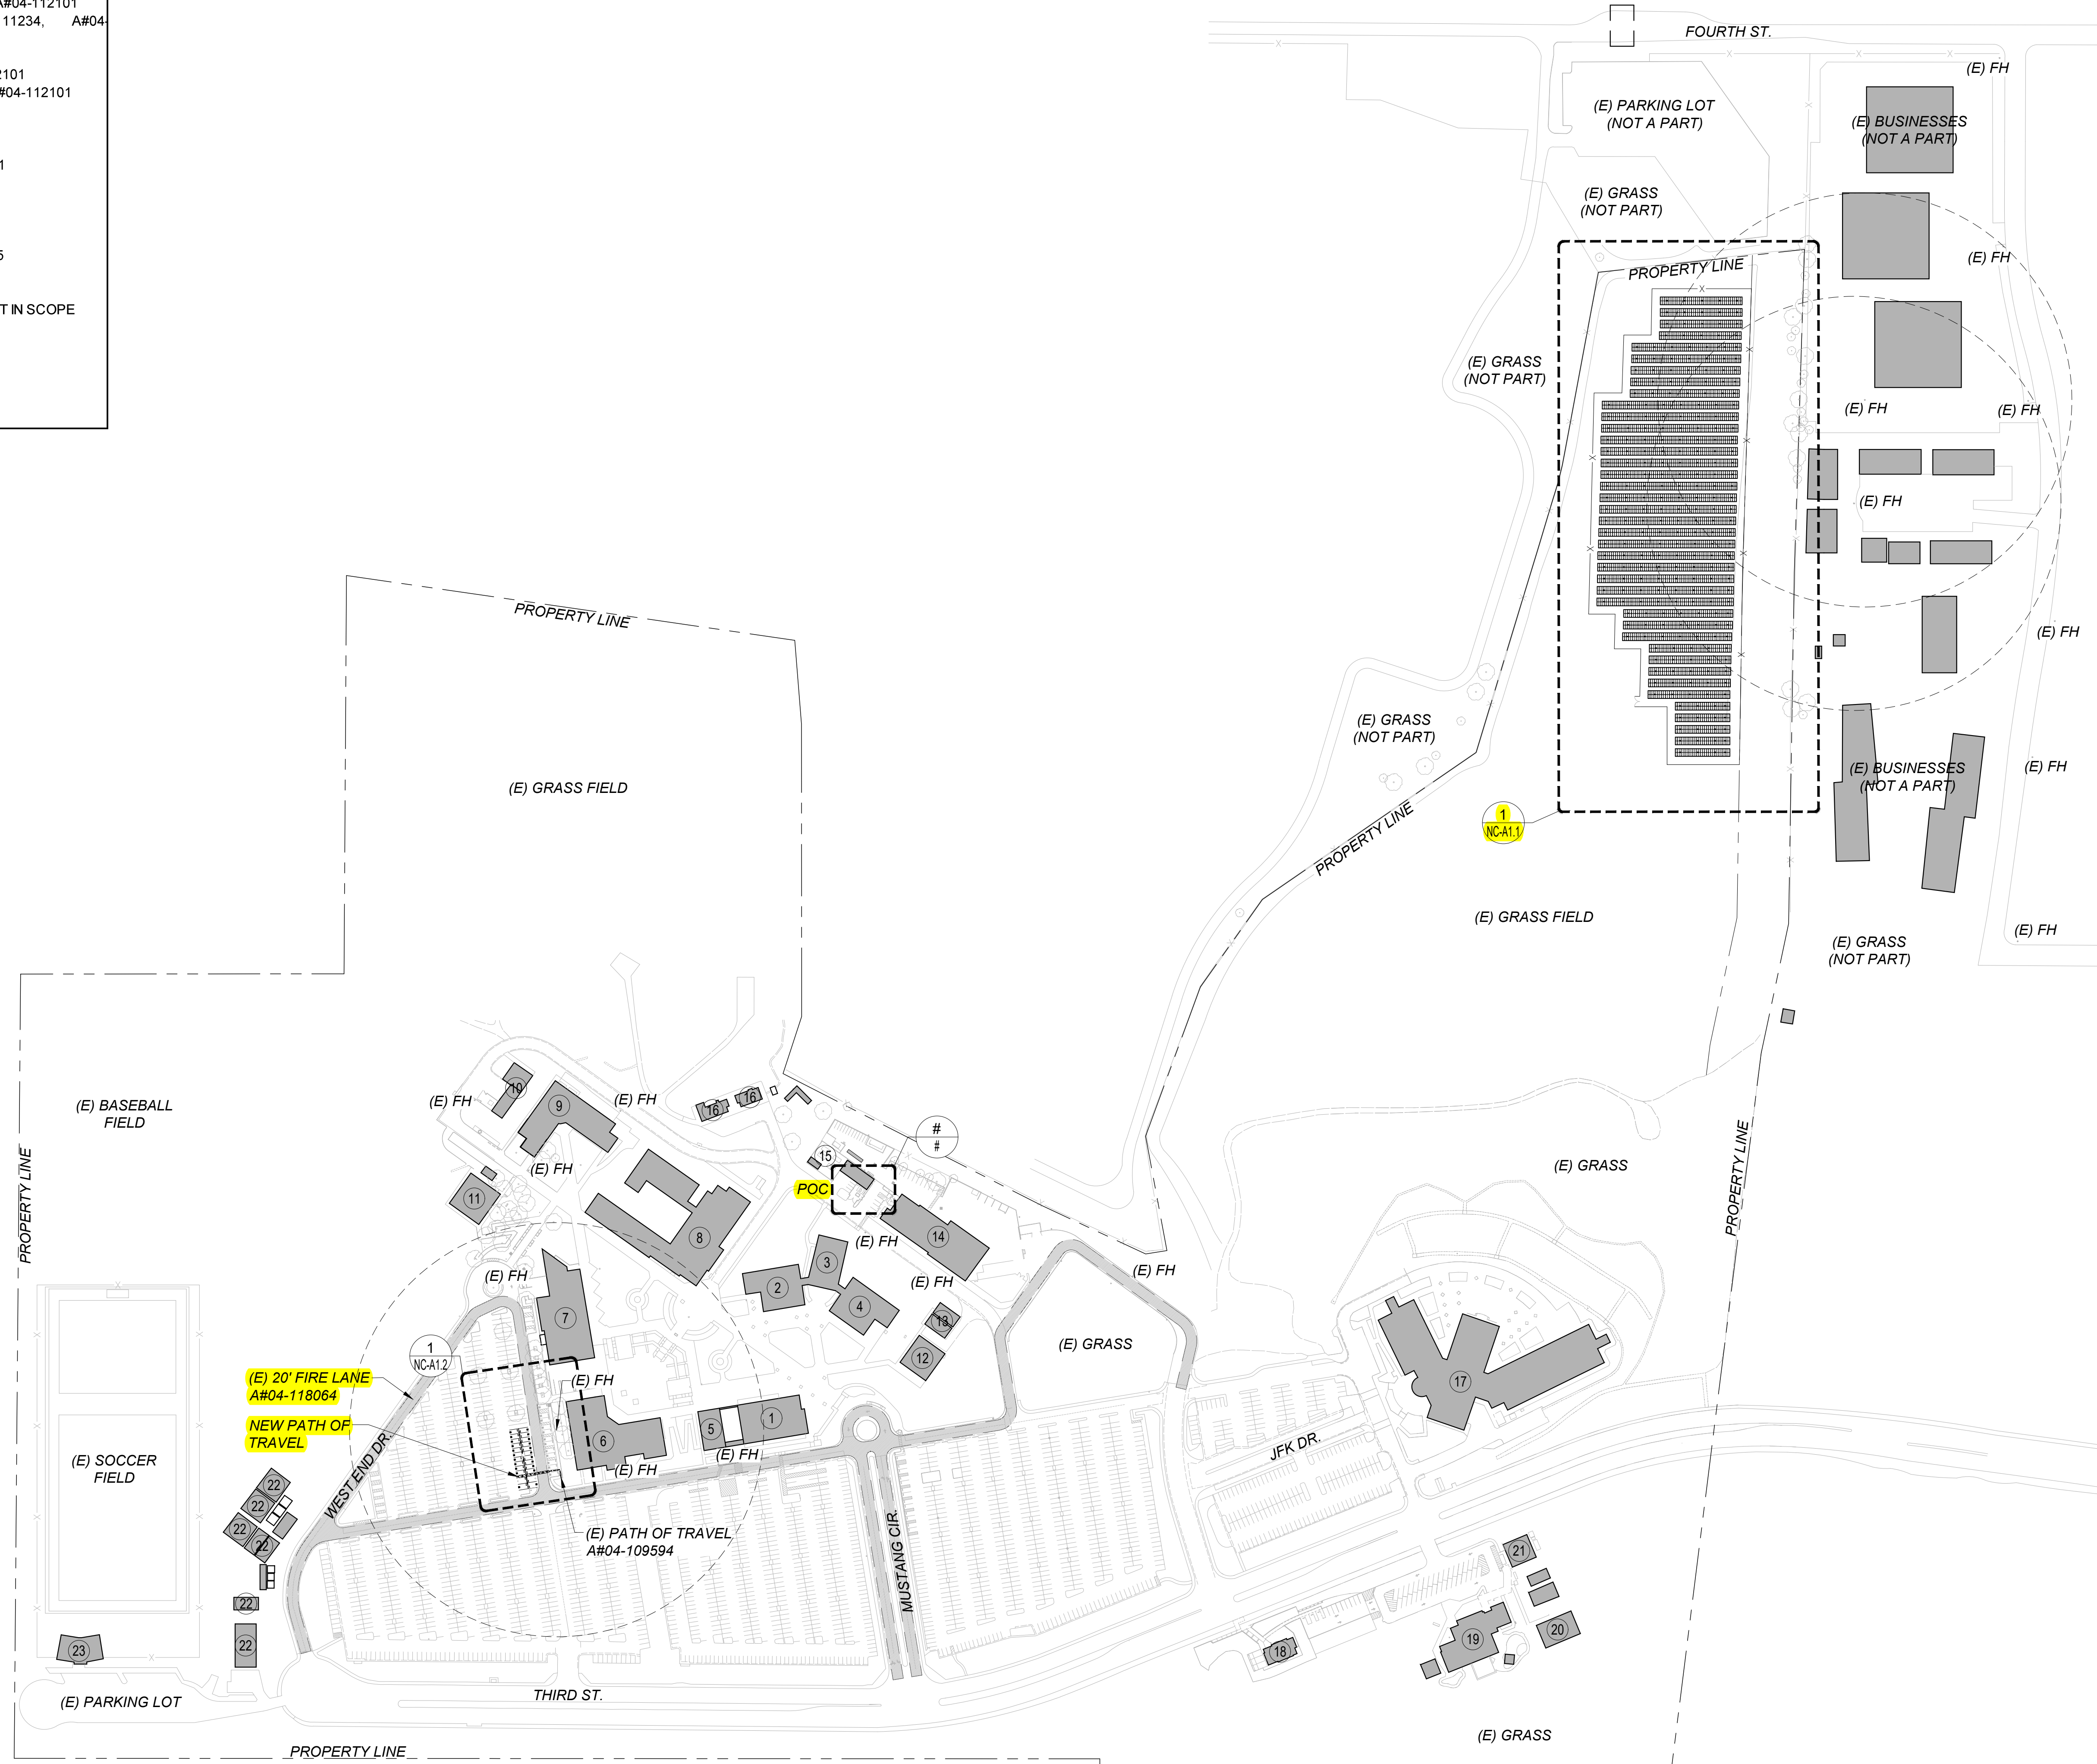 A#04-112101
11234, A#04-
2101
#04-112101
1
5
T IN SCOPE
FOURTH ST.
(E) FH
(E) PARKING LOT
(NOT A PART)
(E) BUSINESSES
(NOT A PART)
(E) GRASS
(NOT PART)
(E) FH
PROPERTY LINE
(E) GRASS
(NOT PART)
(E) FH
(E) FH
(E) FH
PROPERTY LINE
(E) FH
(E) GRASS
(NOT PART)
(E) GRASS FIELD
(E) BUSINESSES
(NOT A PART)
(E) FH
1
NC-A1.1
PROPERTY LINE
(E) GRASS FIELD
(E) FH
(E) GRASS
(NOT PART)
(E) BASEBALL
FIELD
(E) FH
10
9
(E) FH
16
16
#
#
PROPERTY LINE
(E) FH
15
POC
11
8
14
(E) FH
3
2
4
(E) FH
(E) FH
(E) FH
7
13
12
(E) GRASS
(E) GRASS
PROPERTY LINE
17
1
NC-A1.2
(E) 20' FIRE LANE
A#04-118064
(E) FH
NEW PATH OF
TRAVEL
6
5
1
(E) FH
(E) FH
WEST END DR.
JFK DR.
(E) SOCCER
FIELD
22
22
22
22
22
22
23
(E) PATH OF TRAVEL
A#04-109594
MUSTANG CIR.
21
20
19
18
(E) PARKING LOT
THIRD ST.
(E) GRASS
PROPERTY LINE